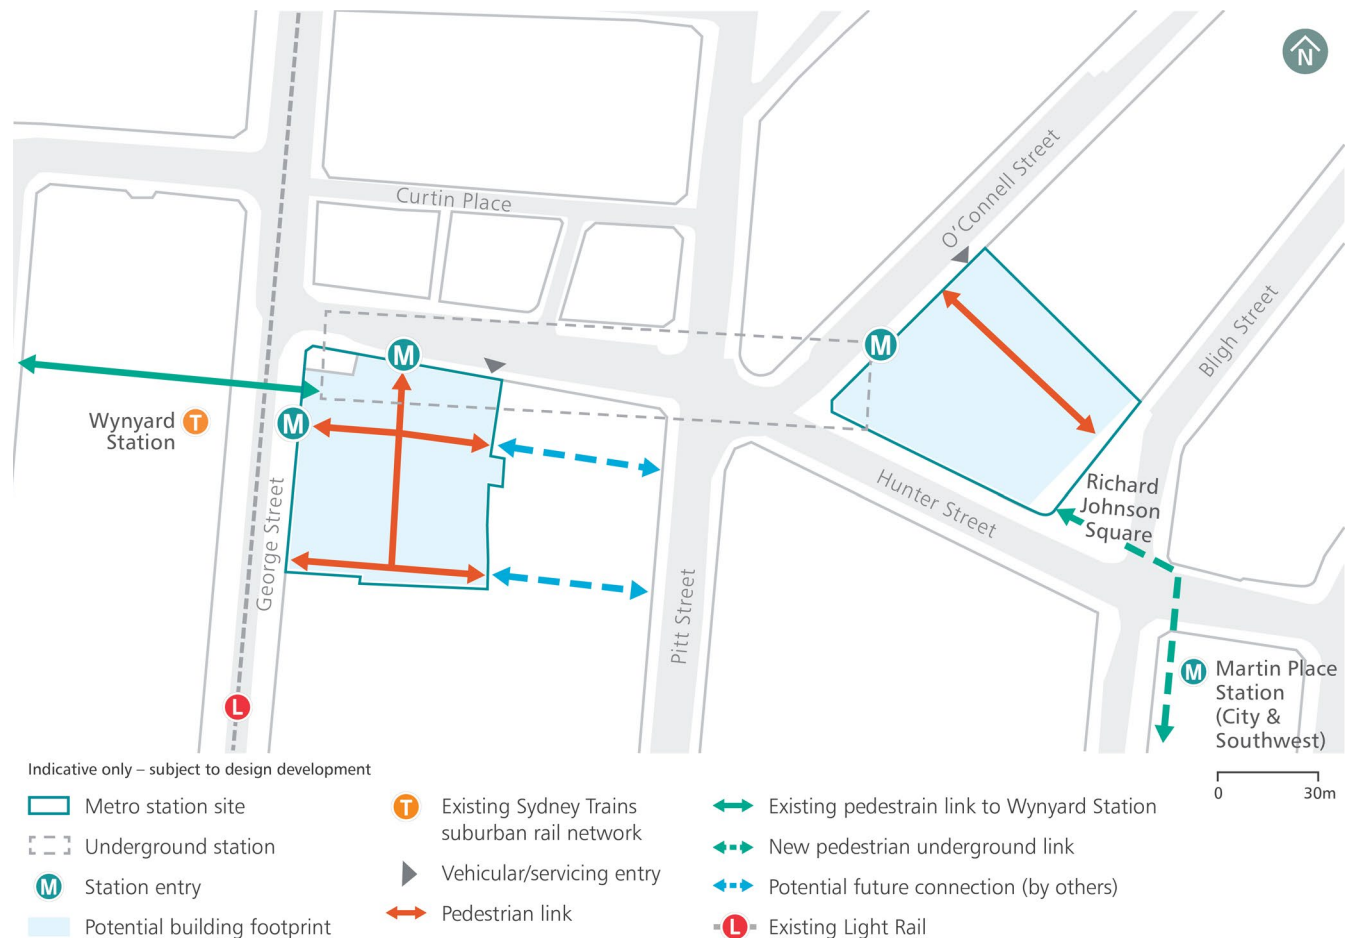 N
O'Connell Street
Curtin Place
Bligh Street
M
M
Wynyard
Station
T
M
Richard
Johnson
Square
Hunter Street
George Street
Pitt Street
L
M
Martin Place
Station
(City &
Southwest)
Indicative only – subject to design development
0 30m
Metro station site
Underground station
M Station entry
Potential building footprint
T Existing Sydney Trains
suburban rail network
Vehicular/servicing entry
Pedestrian link
Existing pedestrain link to Wynyard Station
New pedestrian underground link
Potential future connection (by others)
L Existing Light Rail